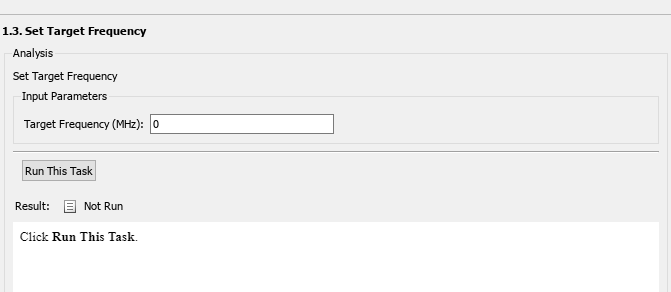 1.3. Set Target Frequency
Analysis
Set Target Frequency
Input Parameters
Target Frequency (MHz): 0
Run This Task
Result: Not Run
Click Run This Task.